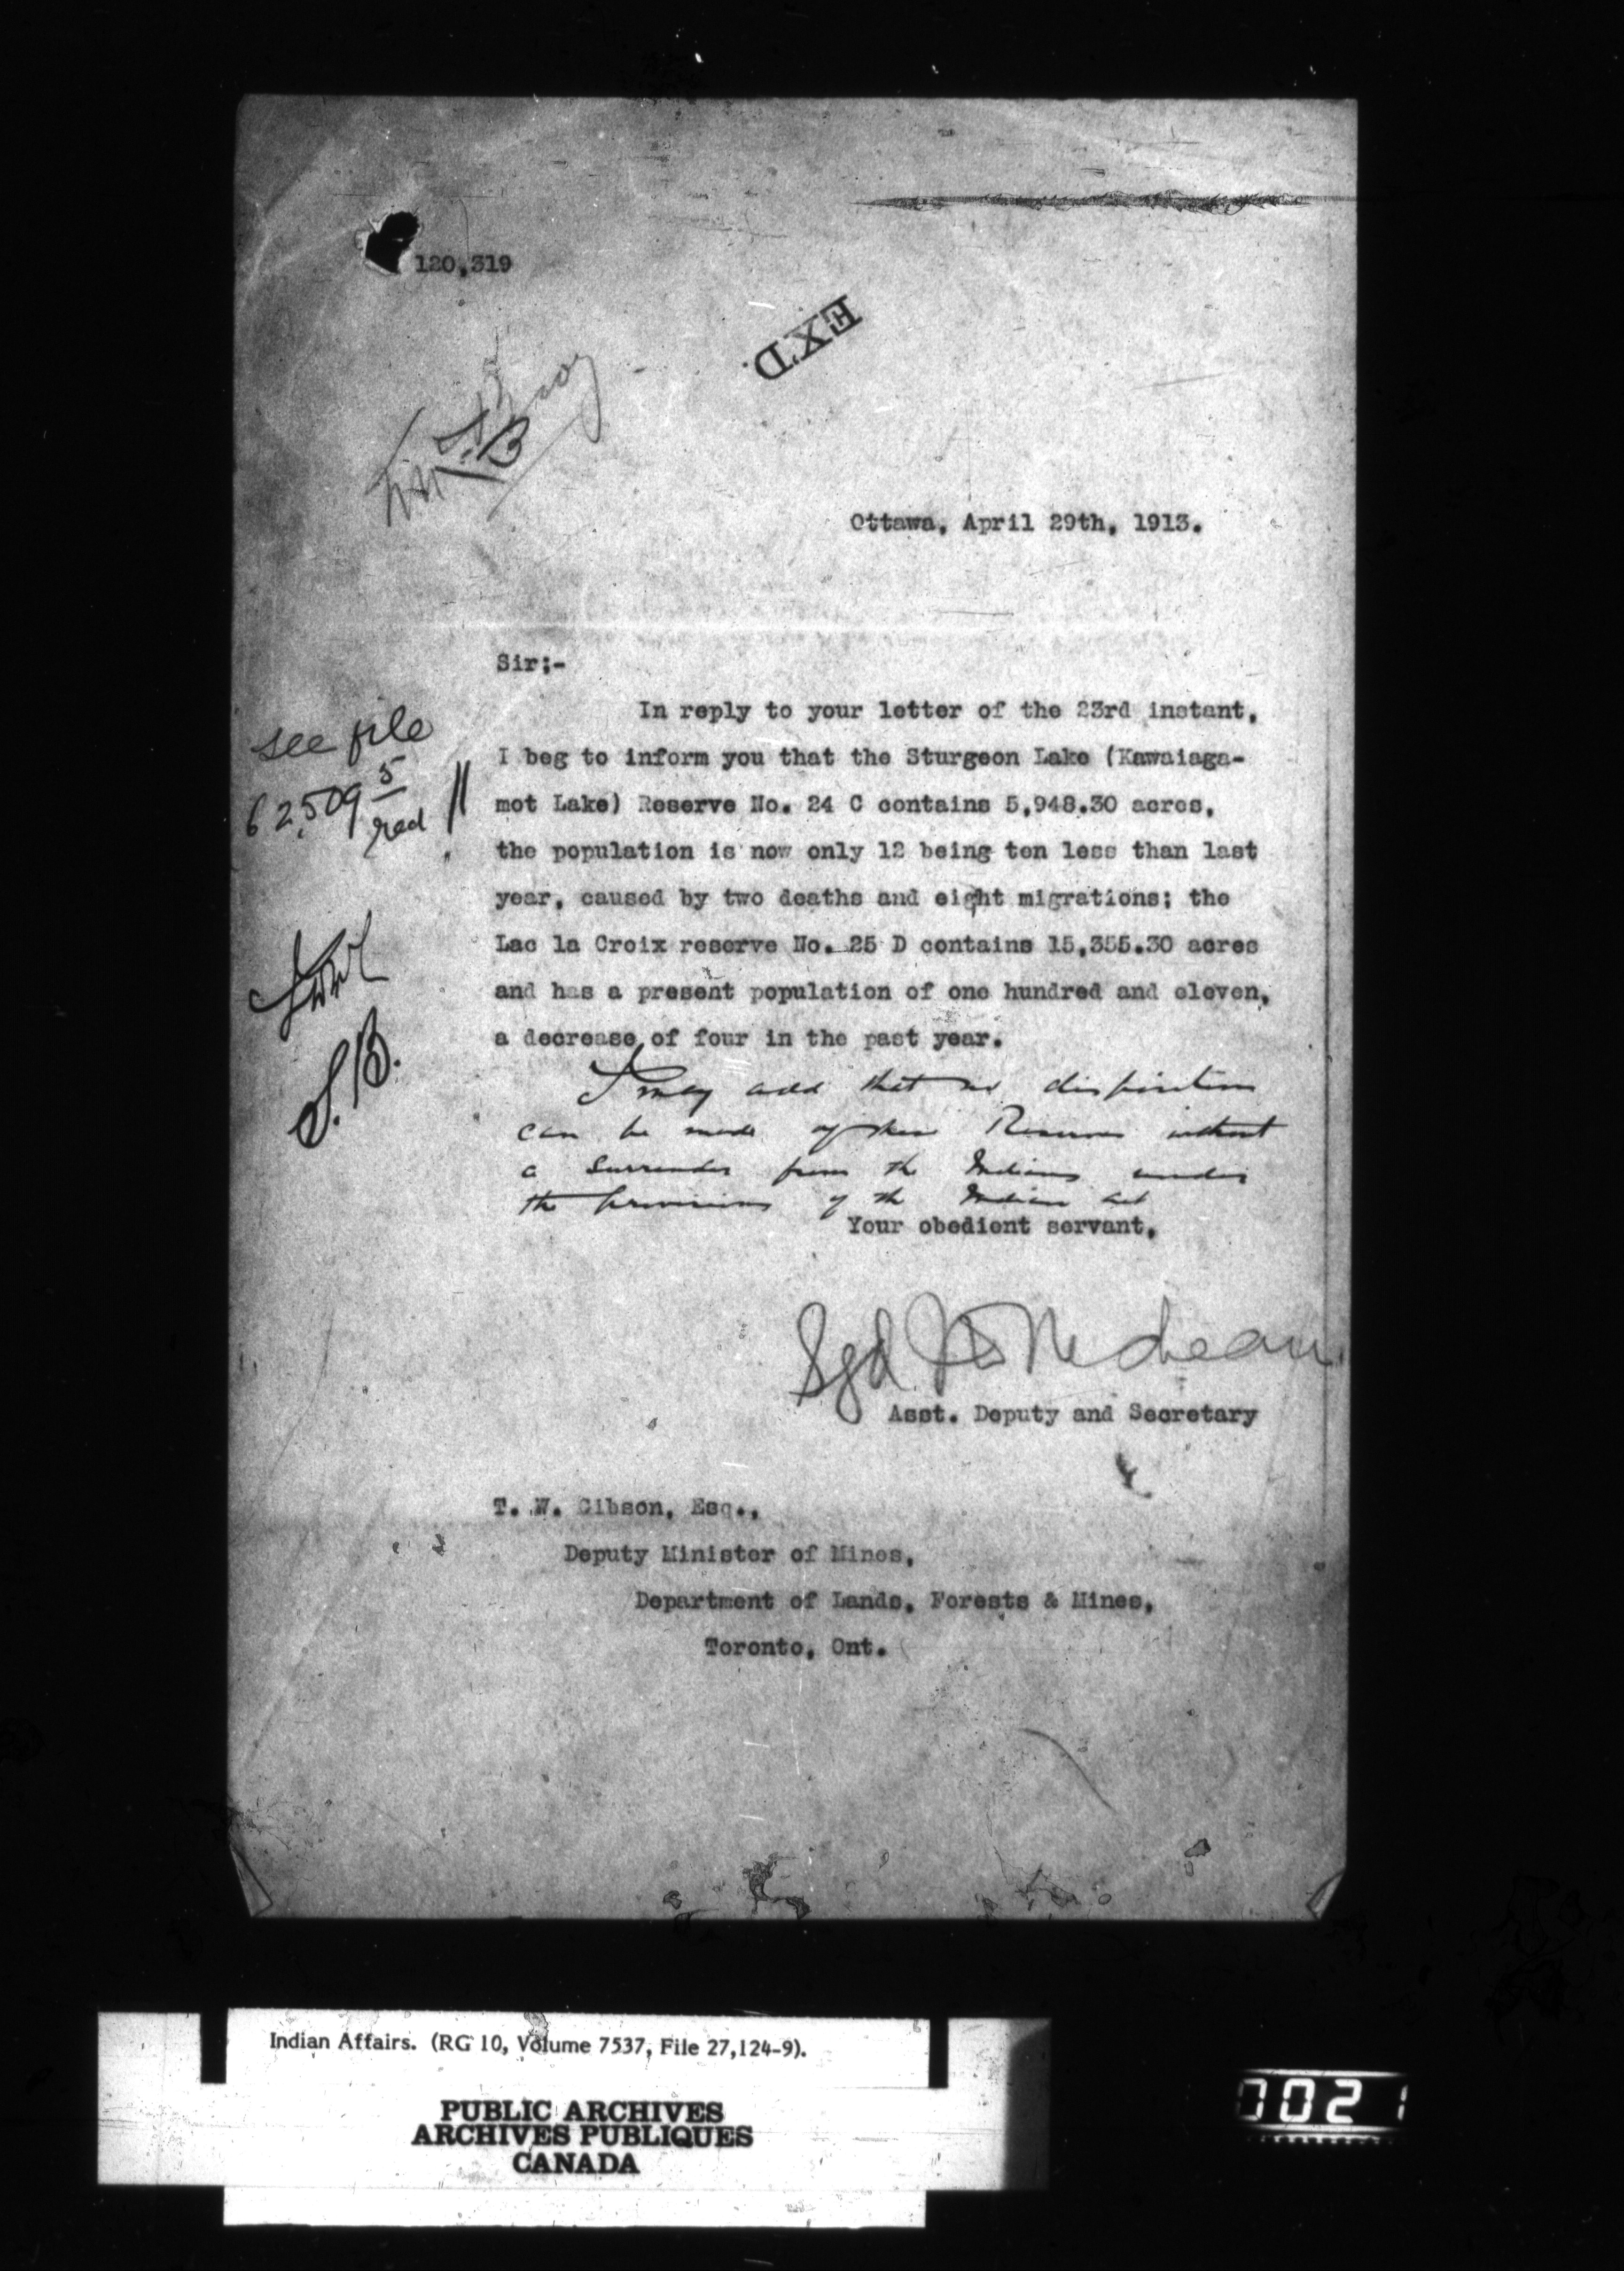 120,319
EX'D.
Ottawa, April 29th, 1913.
Sir;-
In reply to your letter of the 23rd instant,
I beg to inform you that the Sturgeon Lake (Kawaiaga-
mot Lake) Reserve No. 24 C contains 5,948.30 acres,
the population is now only 12 being ten less than last
year, caused by two deaths and eight migrations; the
Lac la Croix reserve No. 25 D contains 15,355.30 acres
and has a present population of one hundred and eleven,
a decrease of four in the past year.
see file
62,509 5
red
S.B.
I may add that no disposition
can be made of these Reserves without
a surrender from the Indians under
the provisions of the Indian Act
Your obedient servant,
Sgd J D McLean
Asst. Deputy and Secretary
T. W. Gibson, Esq.,
Deputy Minister of Mines,
Department of Lands, Forests & Mines,
Toronto, Ont.
Indian Affairs. (RG 10, Volume 7537, File 27,124-9).
PUBLIC ARCHIVES
ARCHIVES PUBLIQUES
CANADA
0021